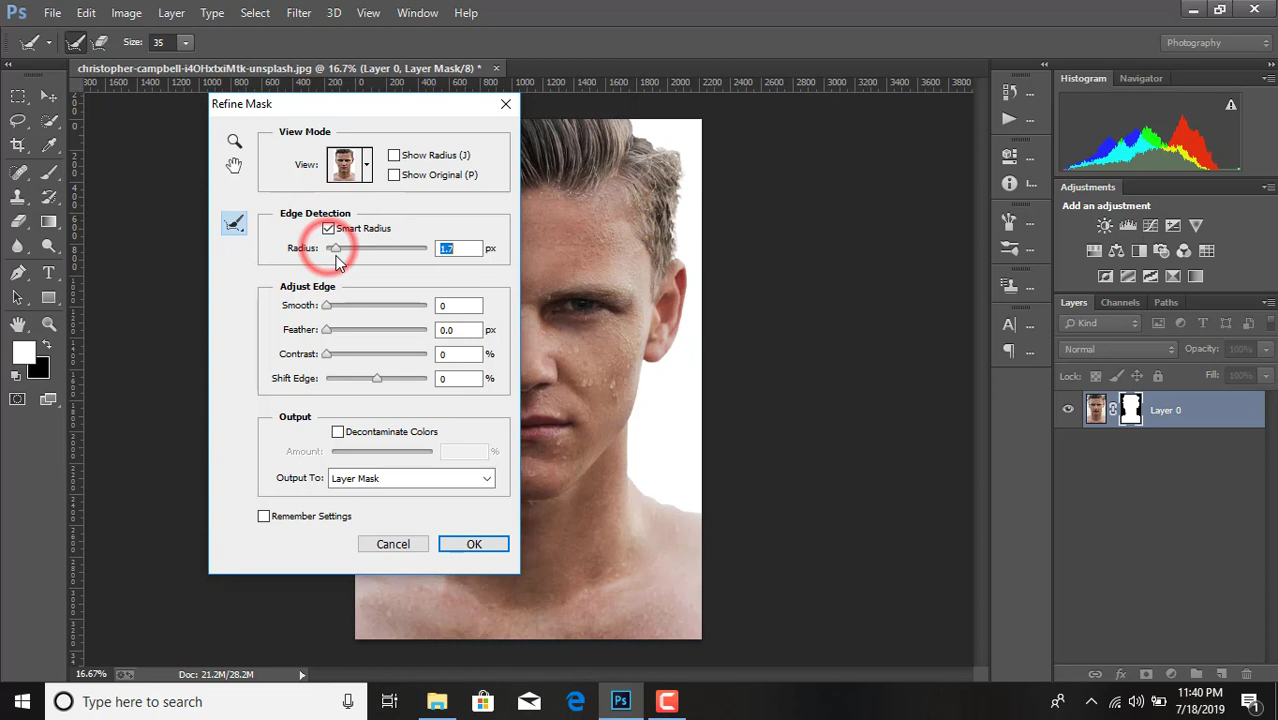 Ps File Edit Image Layer Type Select Filter 3D View Window Help
Size: 35 Photography
christopher-campbell-i4OHxtxiMtk-unsplash.jpg @ 16.7% (Layer 0, Layer Mask/8) *
Histogram Navigator
Refine Mask
View Mode
View:
Show Radius (J)
Show Original (P)
Edge Detection
Smart Radius
Radius: 1.7 px
Adjust Edge
Smooth: 0
Feather: 0.0 px
Contrast: 0 %
Shift Edge: 0 %
Output
Decontaminate Colors
Amount: %
Output To: Layer Mask
Remember Settings
Cancel OK
Adjustments
Add an adjustment
Layers Channels Paths
Kind
Normal Opacity: 100%
Lock: Fill: 100%
Layer 0
16.67% Doc: 21.2M/28.2M
Type here to search
1:40 PM
7/18/2019